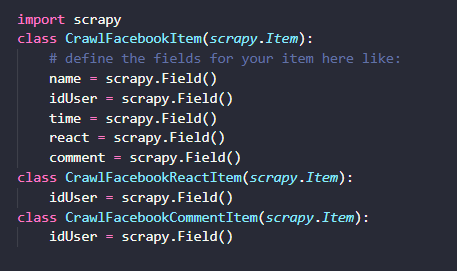 import scrapy
class CrawlFacebookItem(scrapy.Item):
    # define the fields for your item here like:
    name = scrapy.Field()
    idUser = scrapy.Field()
    time = scrapy.Field()
    react = scrapy.Field()
    comment = scrapy.Field()
class CrawlFacebookReactItem(scrapy.Item):
    idUser = scrapy.Field()
class CrawlFacebookCommentItem(scrapy.Item):
    idUser = scrapy.Field()